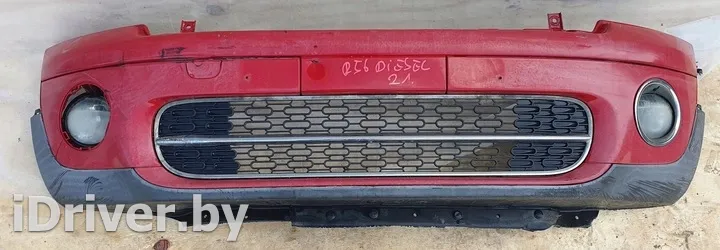 R56 DiESEL
21.
iDriver.by